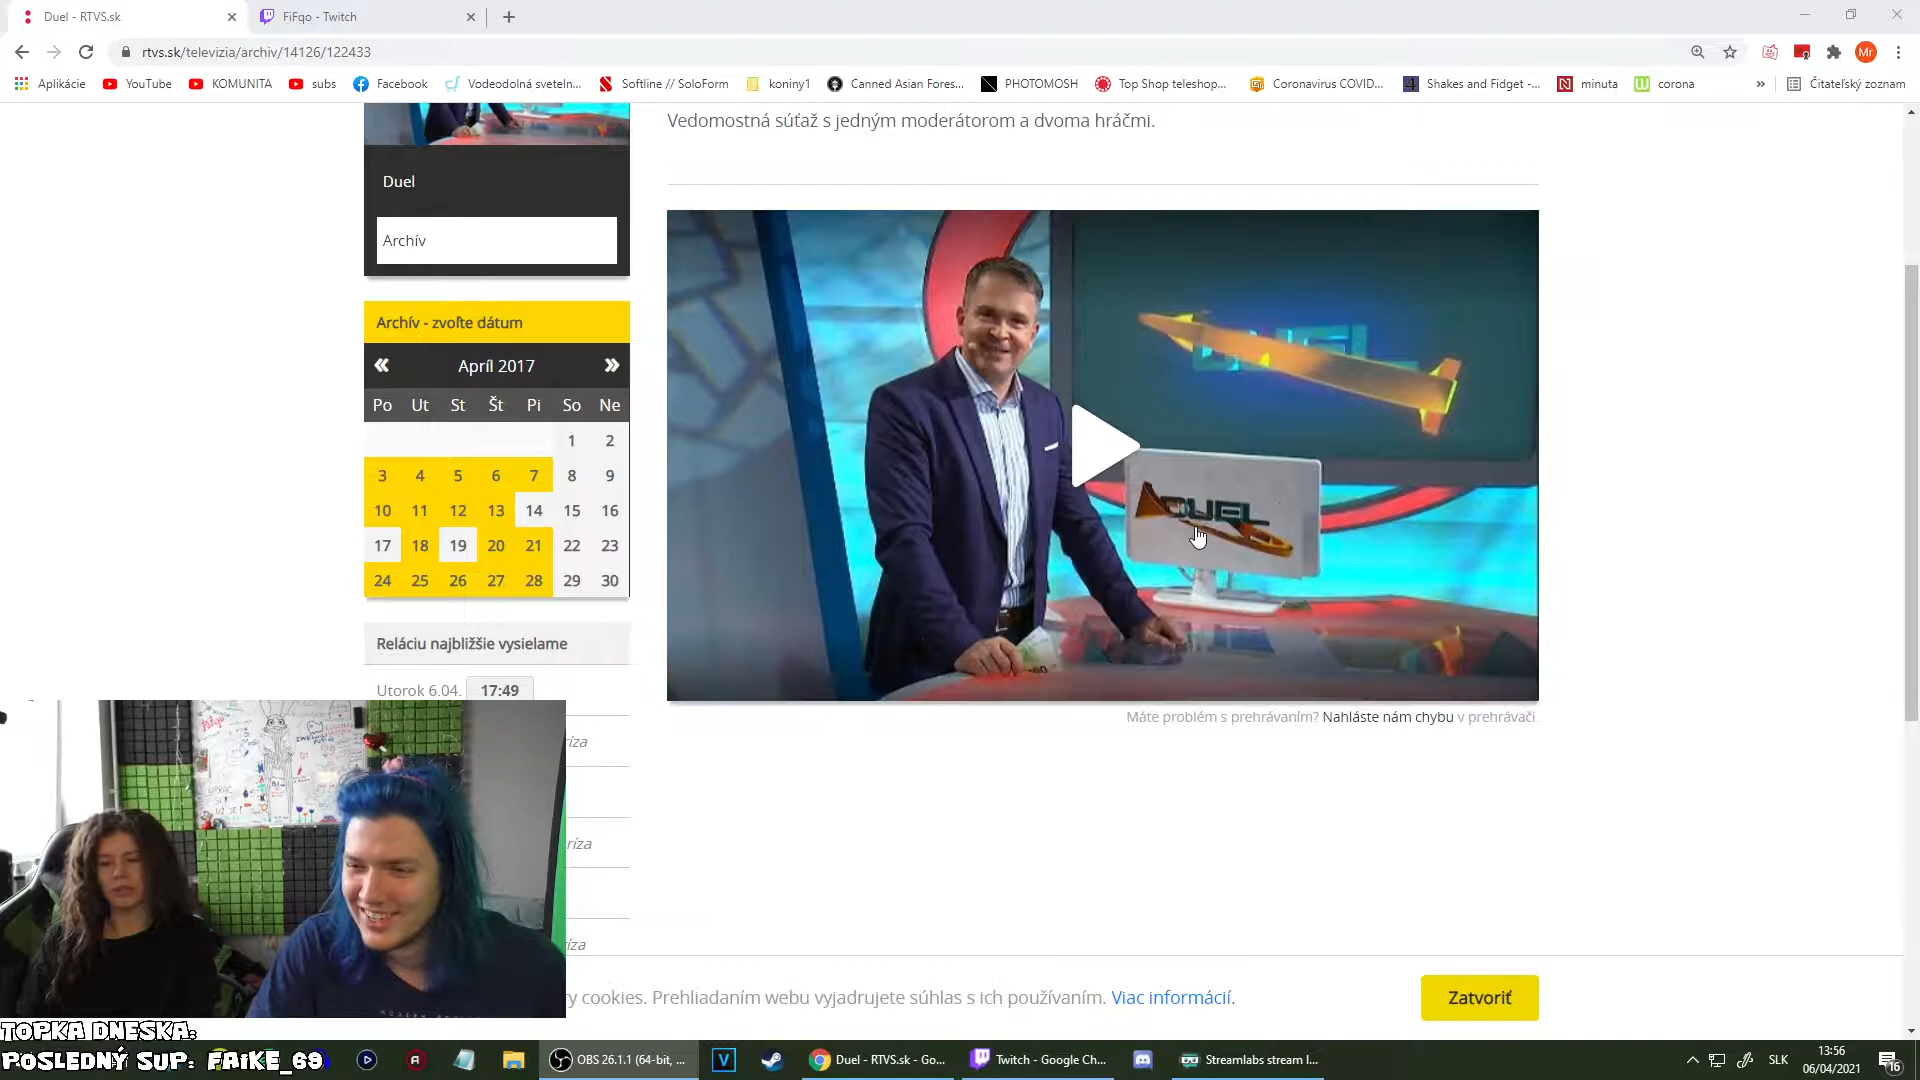 Duel - RTVS.sk
FiFqo - Twitch
rtvs.sk/televizia/archiv/14126/122433
Mr
Aplikácie YouTube KOMUNITA subs Facebook Vodeodolná sveteln... Softline // SoloForm koniny1 Canned Asian Fores... PHOTOMOSH Top Shop teleshop... Coronavirus COVID... Shakes and Fidget -... minuta corona » Čitateľský zoznam
Vedomostná súťaž s jedným moderátorom a dvoma hráčmi.
Duel
Archív
Archív - zvoľte dátum
« Apríl 2017 »
Po Ut St Št Pi So Ne
1 2
3 4 5 6 7 8 9
10 11 12 13 14 15 16
17 18 19 20 21 22 23
24 25 26 27 28 29 30
DUEL
Reláciu najbližšie vysielame
Utorok 6.04. 17:49
Máte problém s prehrávaním? Nahláste nám chybu v prehrávači.
ríza
ríza
ríza
y cookies. Prehliadaním webu vyjadrujete súhlas s ich používaním. Viac informácií.
Zatvoriť
TOPKA DNESKA:
POSLEDNÝ SUP: FAIKE_69
OBS 26.1.1 (64-bit, ...
Duel - RTVS.sk - Go...
Twitch - Google Ch...
Streamlabs stream l...
SLK
13:56
06/04/2021
16